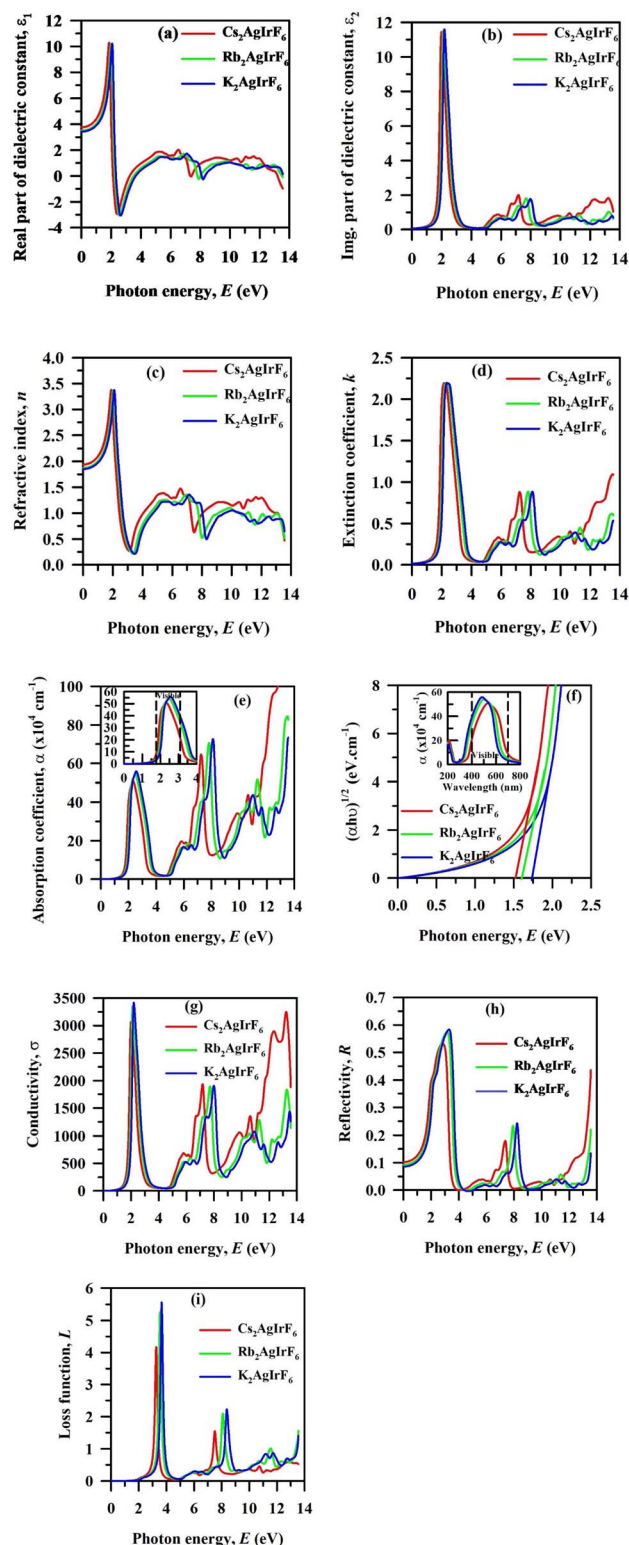 (a)
Cs₂AgIrF₆
Rb₂AgIrF₆
K₂AgIrF₆
Real part of dielectric constant, ε₁
12
10
8
6
4
2
0
-2
-4
0 2 4 6 8 10 12 14
Photon energy, E (eV)
(b)
Cs₂AgIrF₆
Rb₂AgIrF₆
K₂AgIrF₆
Img. part of dielectric constant, ε₂
12
10
8
6
4
2
0
0 2 4 6 8 10 12 14
Photon energy, E (eV)
(c)
Cs₂AgIrF₆
Rb₂AgIrF₆
K₂AgIrF₆
Refractive index, n
4.0
3.5
3.0
2.5
2.0
1.5
1.0
0.5
0.0
0 2 4 6 8 10 12 14
Photon energy, E (eV)
(d)
Cs₂AgIrF₆
Rb₂AgIrF₆
K₂AgIrF₆
Extinction coefficient, k
2.5
2.0
1.5
1.0
0.5
0.0
0 2 4 6 8 10 12 14
Photon energy, E (eV)
(e)
Absorption coefficient, α (x10⁴ cm⁻¹)
100
80
60
40
20
0
0 2 4 6 8 10 12 14
Photon energy, E (eV)
Visible
60
50
40
30
20
10
0
0 1 2 3 4
(f)
(αhυ)^1/2 (eV.cm⁻¹)
8
6
4
2
0
0.0 0.5 1.0 1.5 2.0 2.5
Photon energy, E (eV)
α (x10⁴ cm⁻¹)
60
40
20
0
Visible
200 400 600 800
Wavelength (nm)
Cs₂AgIrF₆
Rb₂AgIrF₆
K₂AgIrF₆
(g)
Cs₂AgIrF₆
Rb₂AgIrF₆
K₂AgIrF₆
Conductivity, σ
3500
3000
2500
2000
1500
1000
500
0
0 2 4 6 8 10 12 14
Photon energy, E (eV)
(h)
Cs₂AgIrF₆
Rb₂AgIrF₆
K₂AgIrF₆
Reflectivity, R
0.7
0.6
0.5
0.4
0.3
0.2
0.1
0.0
0 2 4 6 8 10 12 14
Photon energy, E (eV)
(i)
Cs₂AgIrF₆
Rb₂AgIrF₆
K₂AgIrF₆
Loss function, L
6
5
4
3
2
1
0
0 2 4 6 8 10 12 14
Photon energy, E (eV)